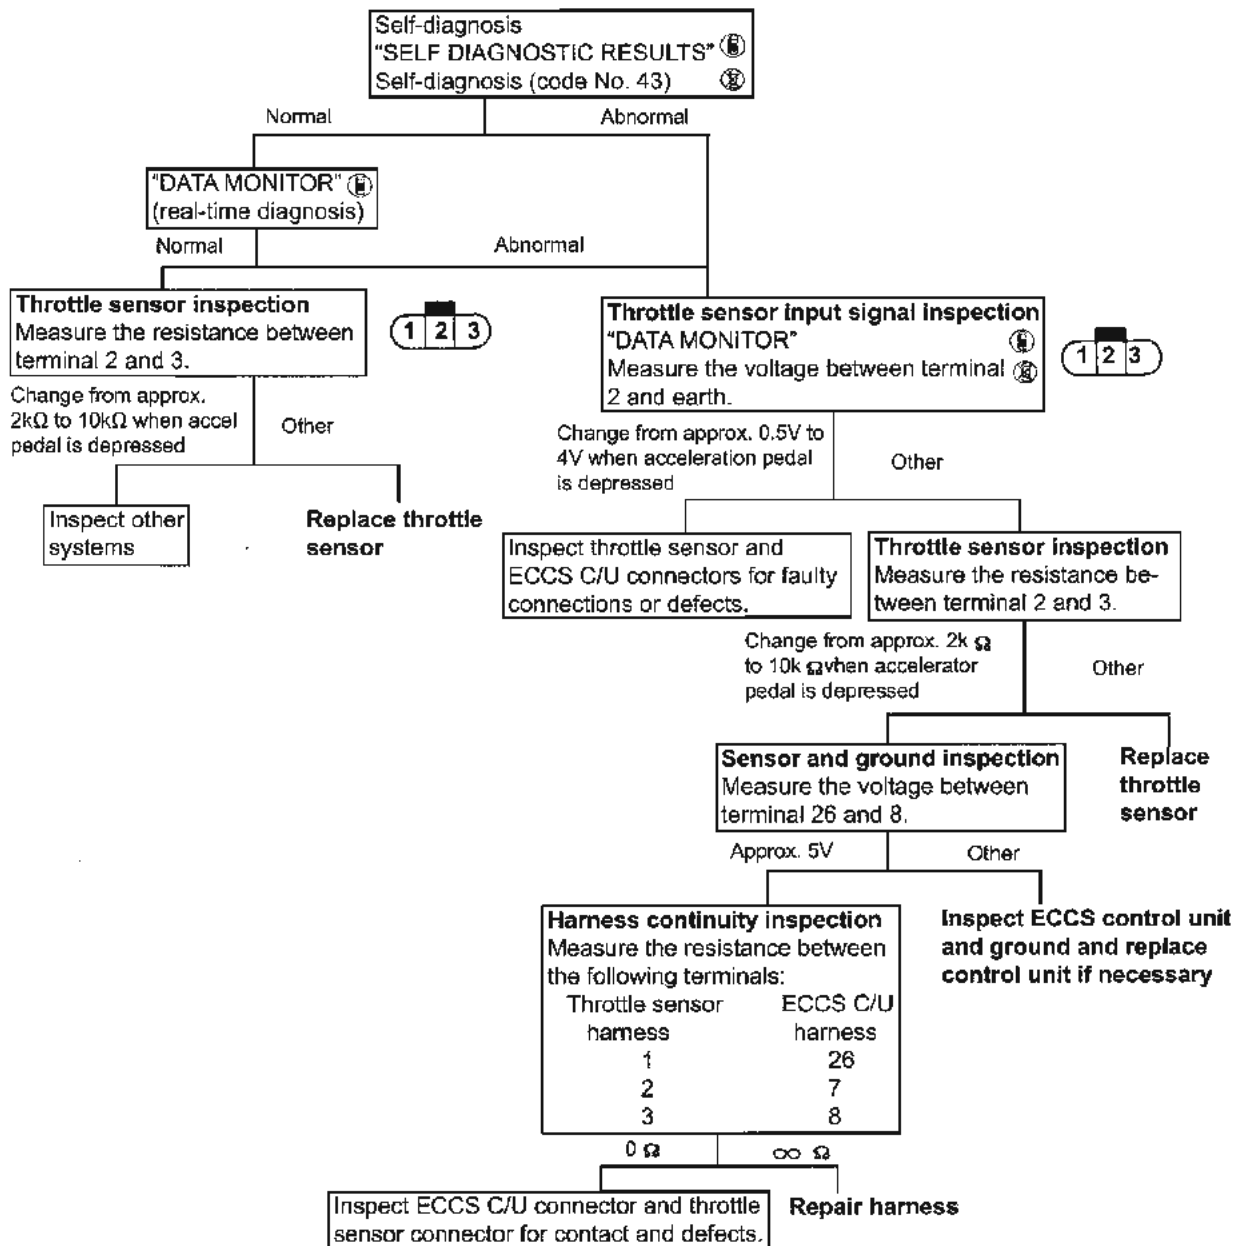 Self-diagnosis
"SELF DIAGNOSTIC RESULTS"
Self-diagnosis (code No. 43)
Normal
Abnormal
"DATA MONITOR"
(real-time diagnosis)
Normal
Abnormal
Throttle sensor inspection
Measure the resistance between
terminal 2 and 3.
1 2 3
Change from approx.
2kΩ to 10kΩ when accel
pedal is depressed
Other
Inspect other
systems
Replace throttle
sensor
Throttle sensor input signal inspection
"DATA MONITOR"
Measure the voltage between terminal
2 and earth.
1 2 3
Change from approx. 0.5V to
4V when acceleration pedal
is depressed
Other
Inspect throttle sensor and
ECCS C/U connectors for faulty
connections or defects.
Throttle sensor inspection
Measure the resistance be-
tween terminal 2 and 3.
Change from approx. 2k Ω
to 10k Ω when accelerator
pedal is depressed
Other
Sensor and ground inspection
Measure the voltage between
terminal 26 and 8.
Replace
throttle
sensor
Approx. 5V
Other
Harness continuity inspection
Measure the resistance between
the following terminals:
Throttle sensor ECCS C/U
harness harness
1 26
2 7
3 8
Inspect ECCS control unit
and ground and replace
control unit if necessary
0 Ω
∞ Ω
Inspect ECCS C/U connector and throttle
sensor connector for contact and defects.
Repair harness